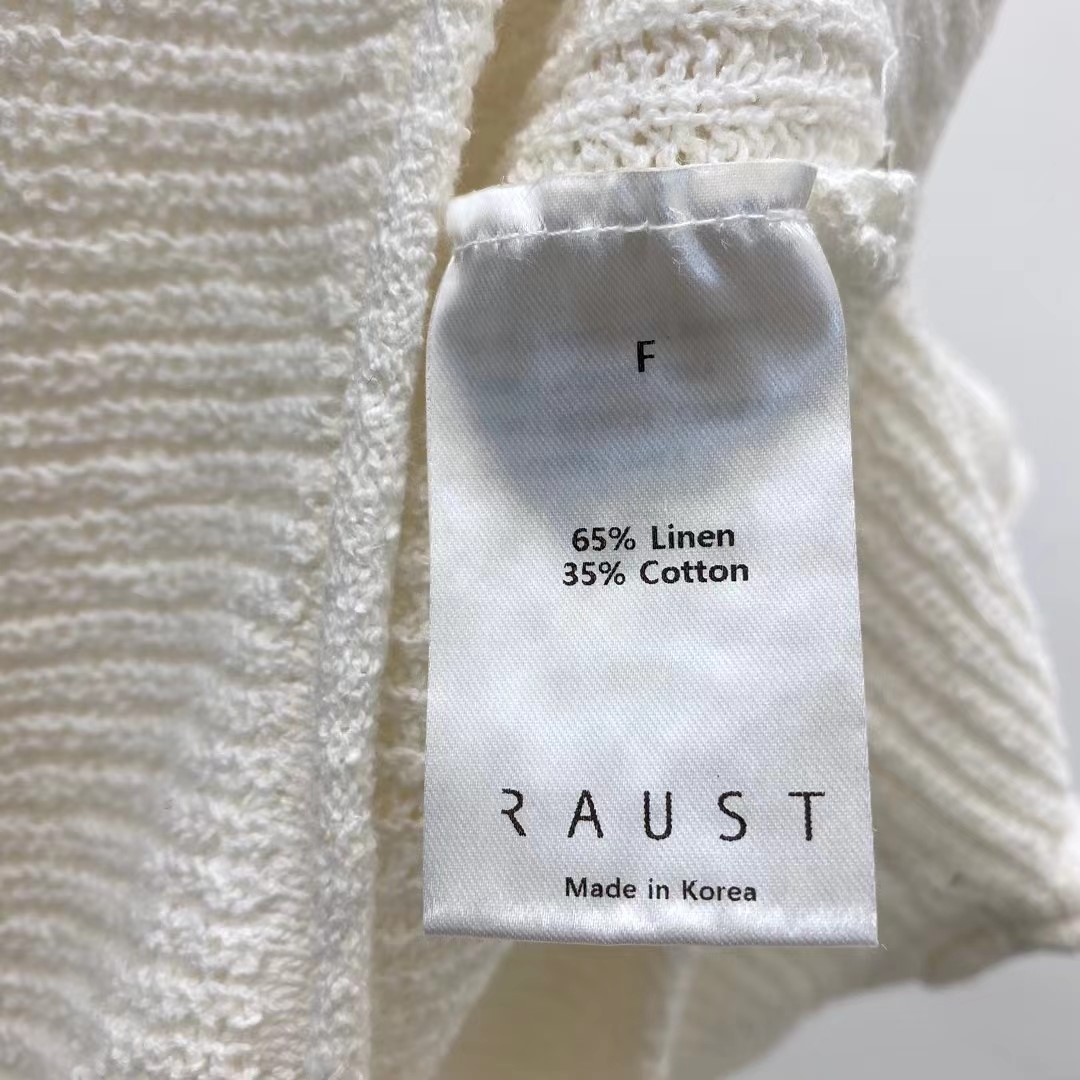 F
65% Linen
35% Cotton
RAUST
Made in Korea